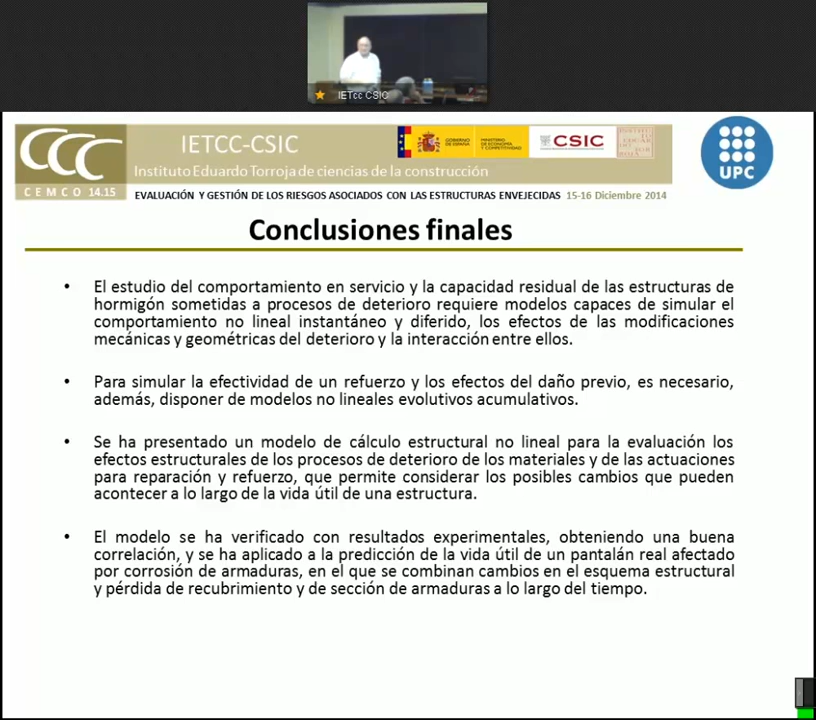 IETcc CSIC
CCC
CEMCO 14.15
IETCC-CSIC
Instituto Eduardo Torroja de ciencias de la construcción
GOBIERNO DE ESPAÑA
MINISTERIO DE ECONOMÍA Y COMPETITIVIDAD
CSIC
UPC
EVALUACIÓN Y GESTIÓN DE LOS RIESGOS ASOCIADOS CON LAS ESTRUCTURAS ENVEJECIDAS 15-16 Diciembre 2014
Conclusiones finales
• El estudio del comportamiento en servicio y la capacidad residual de las estructuras de
hormigón sometidas a procesos de deterioro requiere modelos capaces de simular el
comportamiento no lineal instantáneo y diferido, los efectos de las modificaciones
mecánicas y geométricas del deterioro y la interacción entre ellos.
• Para simular la efectividad de un refuerzo y los efectos del daño previo, es necesario,
además, disponer de modelos no lineales evolutivos acumulativos.
• Se ha presentado un modelo de cálculo estructural no lineal para la evaluación los
efectos estructurales de los procesos de deterioro de los materiales y de las actuaciones
para reparación y refuerzo, que permite considerar los posibles cambios que pueden
acontecer a lo largo de la vida útil de una estructura.
• El modelo se ha verificado con resultados experimentales, obteniendo una buena
correlación, y se ha aplicado a la predicción de la vida útil de un pantalán real afectado
por corrosión de armaduras, en el que se combinan cambios en el esquema estructural
y pérdida de recubrimiento y de sección de armaduras a lo largo del tiempo.